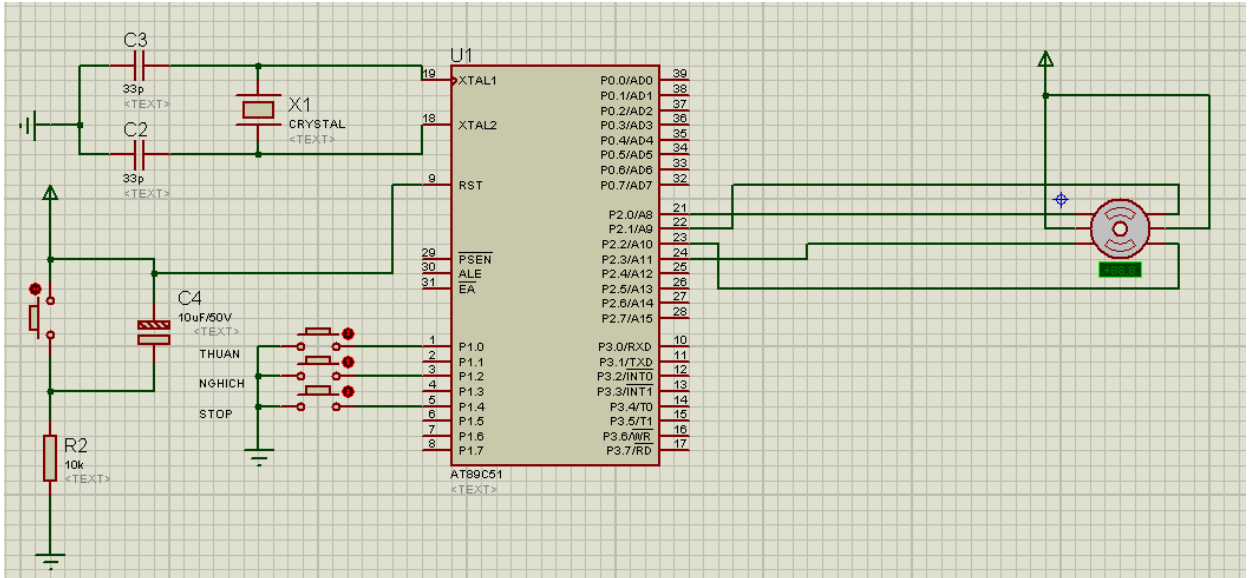 C3
33p
<TEXT>
X1
CRYSTAL
<TEXT>
C2
33p
<TEXT>
C4
10uF/50V
<TEXT>
R2
10k
<TEXT>
THUAN
NGHICH
STOP
U1
19 XTAL1
18 XTAL2
9 RST
29 PSEN
30 ALE
31 EA
1 P1.0
2 P1.1
3 P1.2
4 P1.3
5 P1.4
6 P1.5
7 P1.6
8 P1.7
P0.0/AD0 39
P0.1/AD1 38
P0.2/AD2 37
P0.3/AD3 36
P0.4/AD4 35
P0.5/AD5 34
P0.6/AD6 33
P0.7/AD7 32
P2.0/A8 21
P2.1/A9 22
P2.2/A10 23
P2.3/A11 24
P2.4/A12 25
P2.5/A13 26
P2.6/A14 27
P2.7/A15 28
P3.0/RXD 10
P3.1/TXD 11
P3.2/INT0 12
P3.3/INT1 13
P3.4/T0 14
P3.5/T1 15
P3.6/WR 16
P3.7/RD 17
AT89C51
<TEXT>